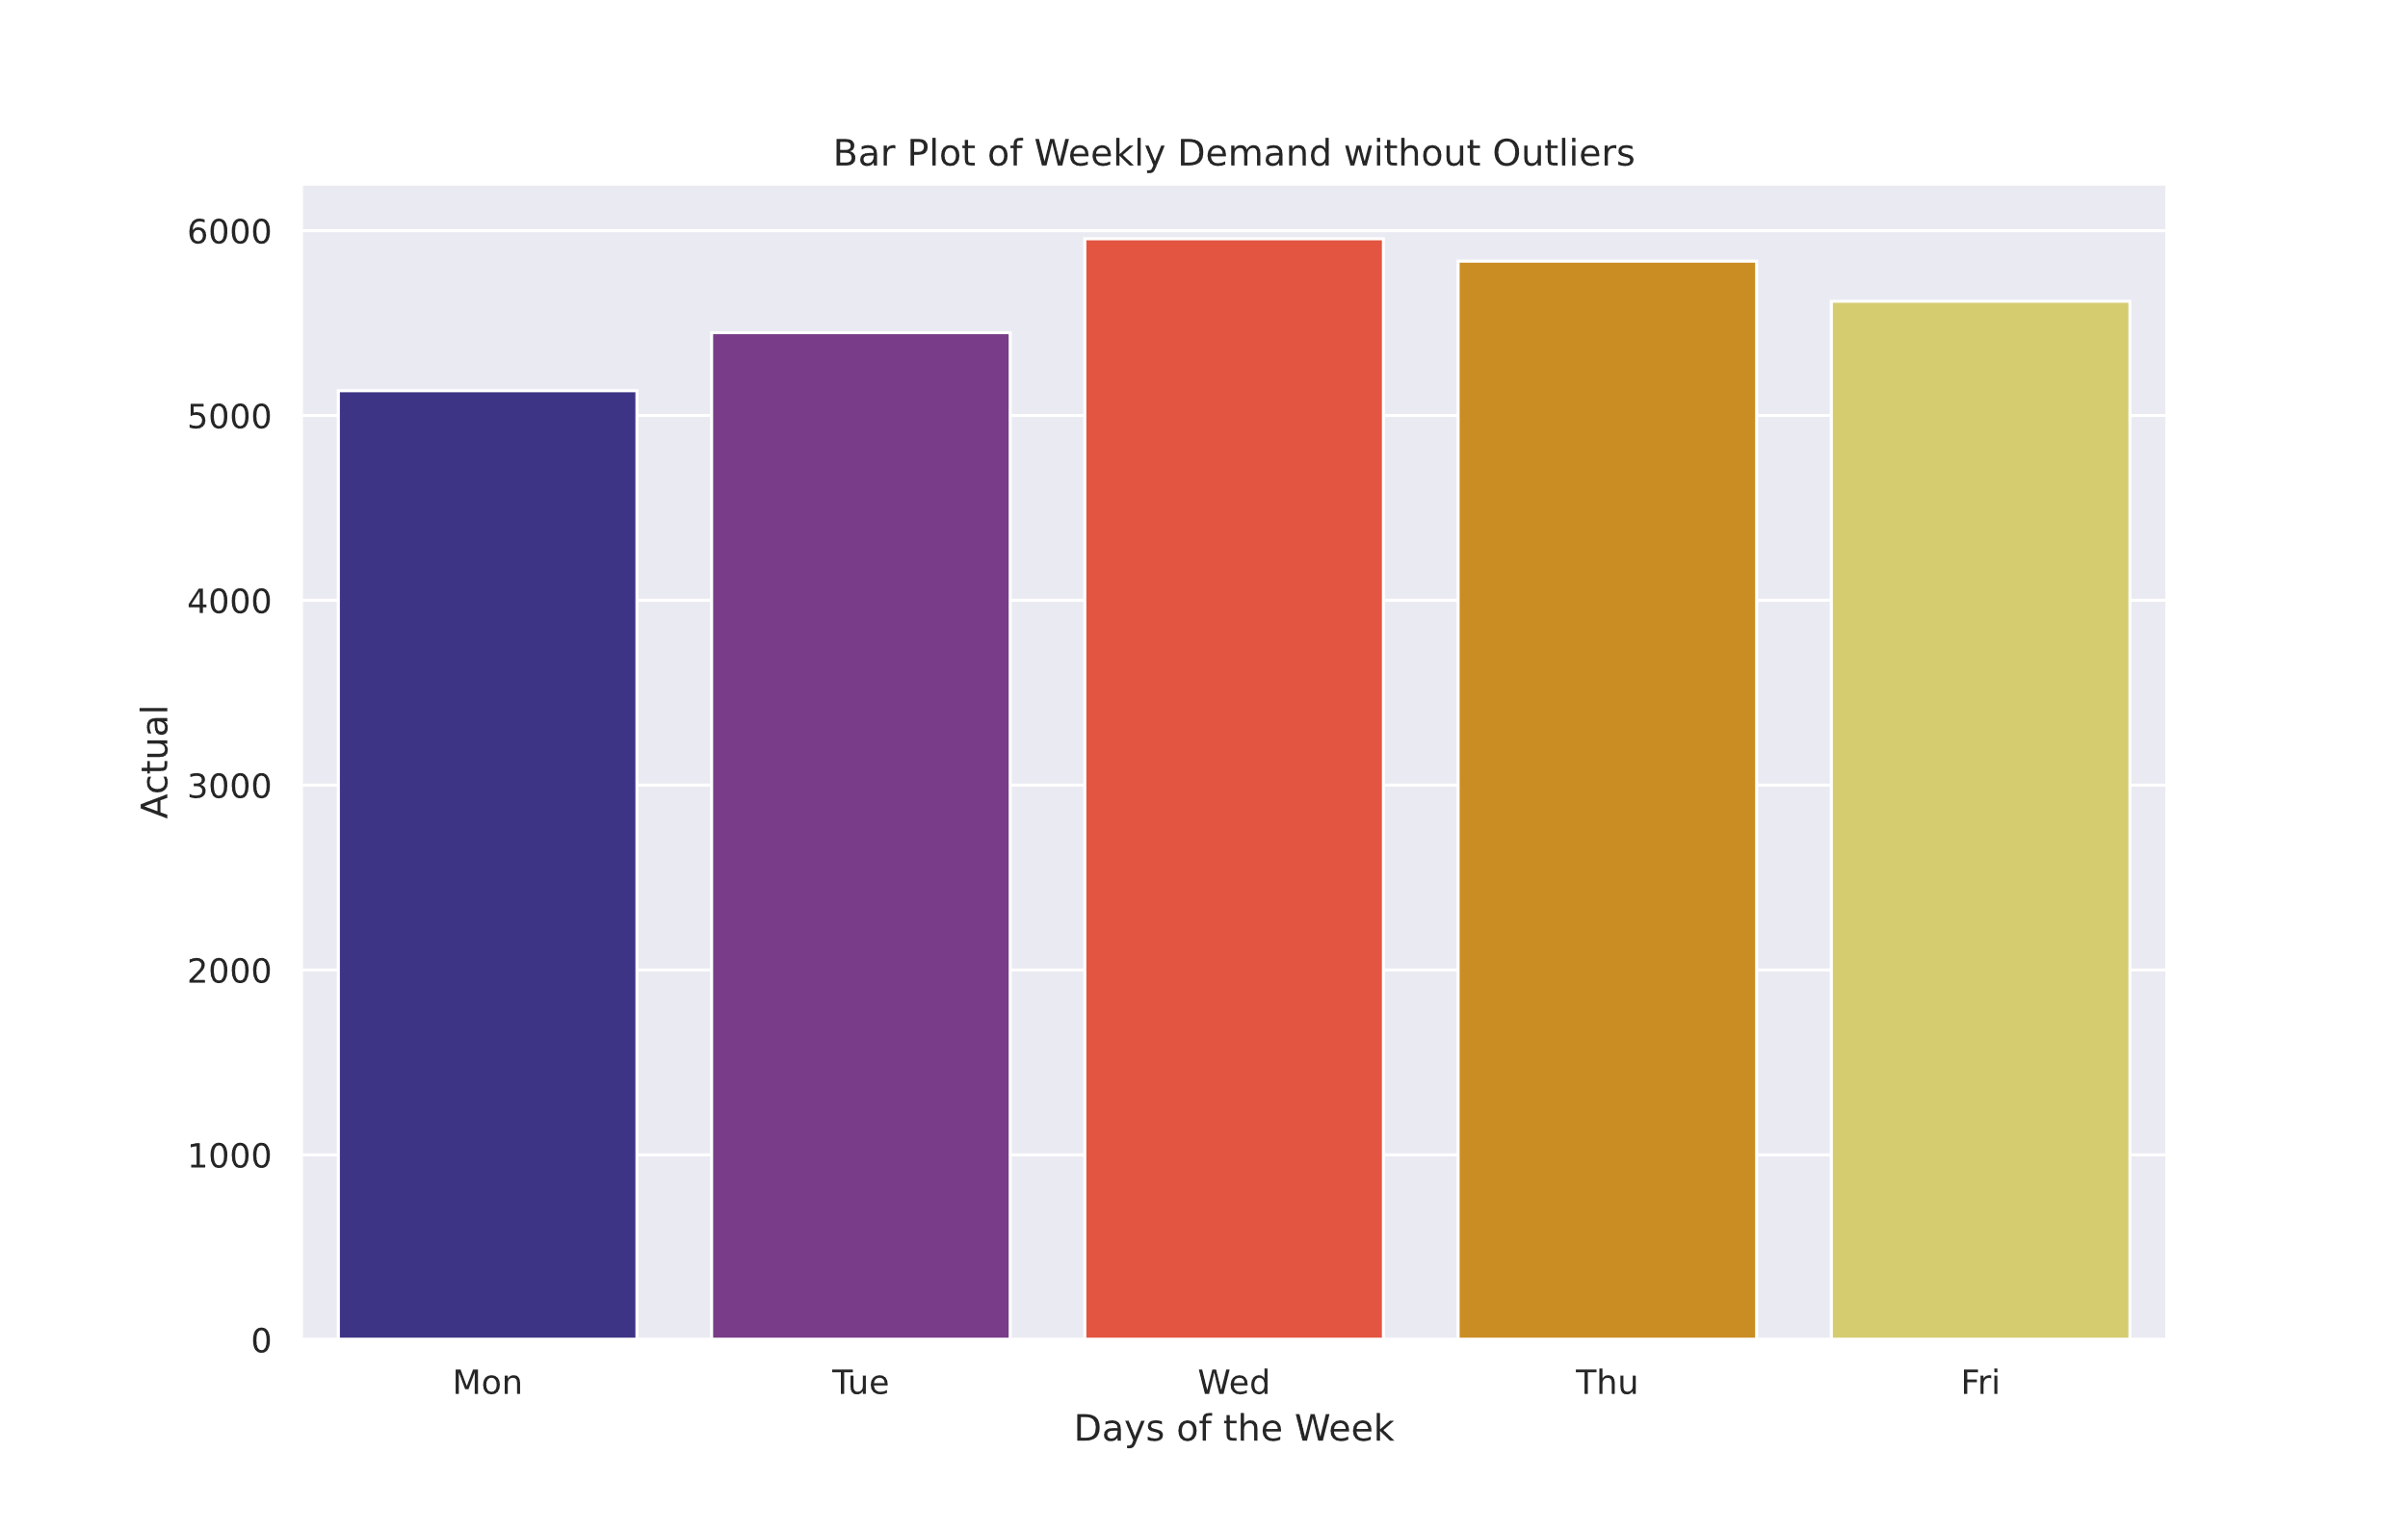 Bar Plot of Weekly Demand without Outliers
6000
5000
4000
3000
2000
1000
0
Actual
Mon Tue Wed Thu Fri
Days of the Week